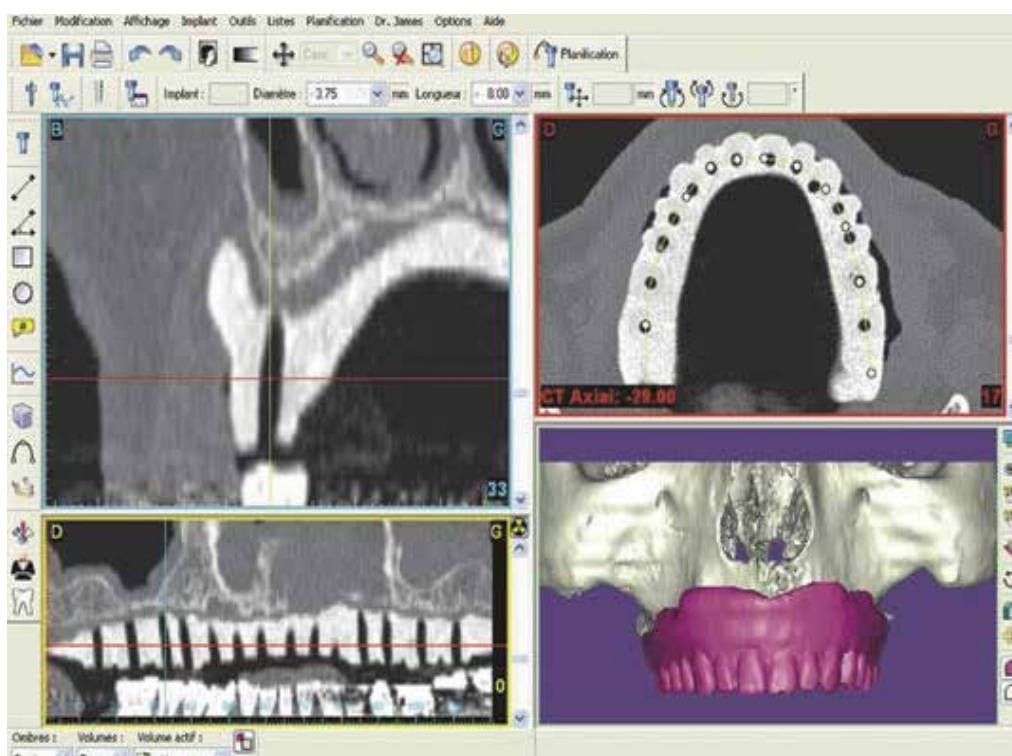 Fichier Modification Affichage Implant Outils Listes Planification Dr. James Options Aide
Planification
Implant : Diamètre : 3.75 mm Longueur : 8.00 mm mm
B G
33
D G
CT Axial: -29.00 17
D G
0
Ombres : Volumes : Volume actif :